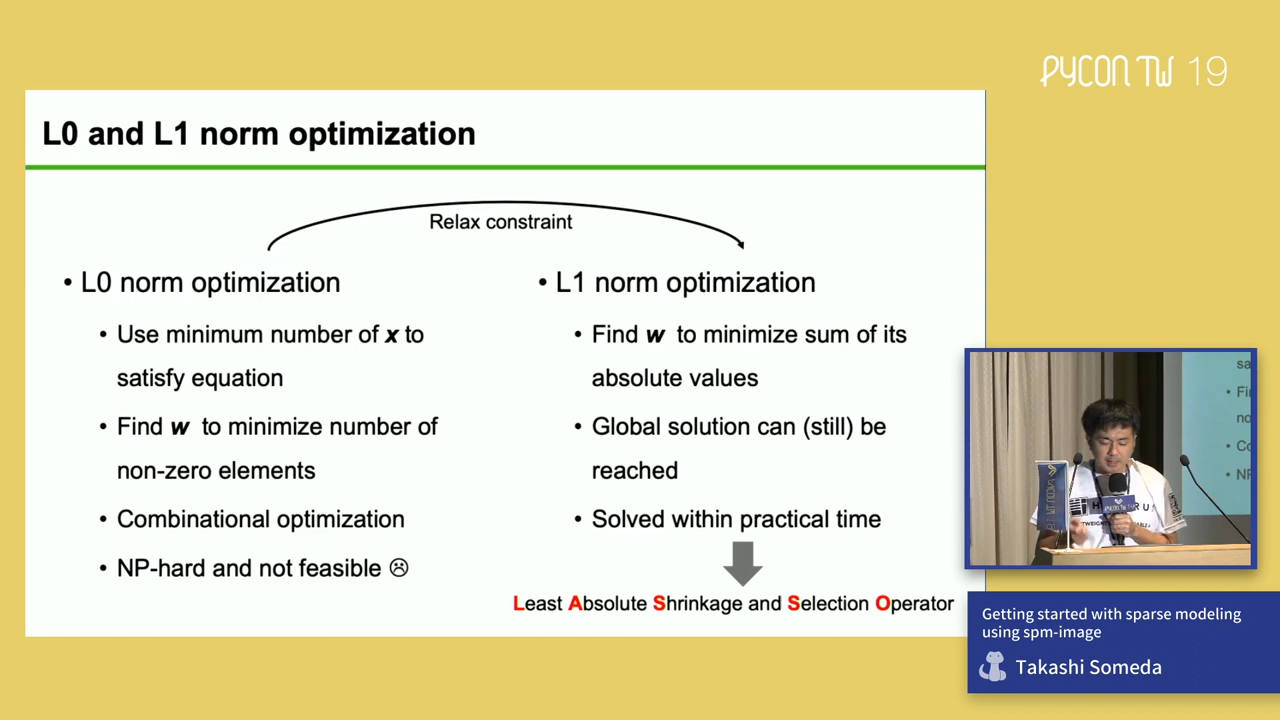 PYCON TW 19
L0 and L1 norm optimization
Relax constraint
• L0 norm optimization
• Use minimum number of x to
satisfy equation
• Find w to minimize number of
non-zero elements
• Combinational optimization
• NP-hard and not feasible ☹
• L1 norm optimization
• Find w to minimize sum of its
absolute values
• Global solution can (still) be
reached
• Solved within practical time
Least Absolute Shrinkage and Selection Operator
PYCON TW
Getting started with sparse modeling
using spm-image
Takashi Someda